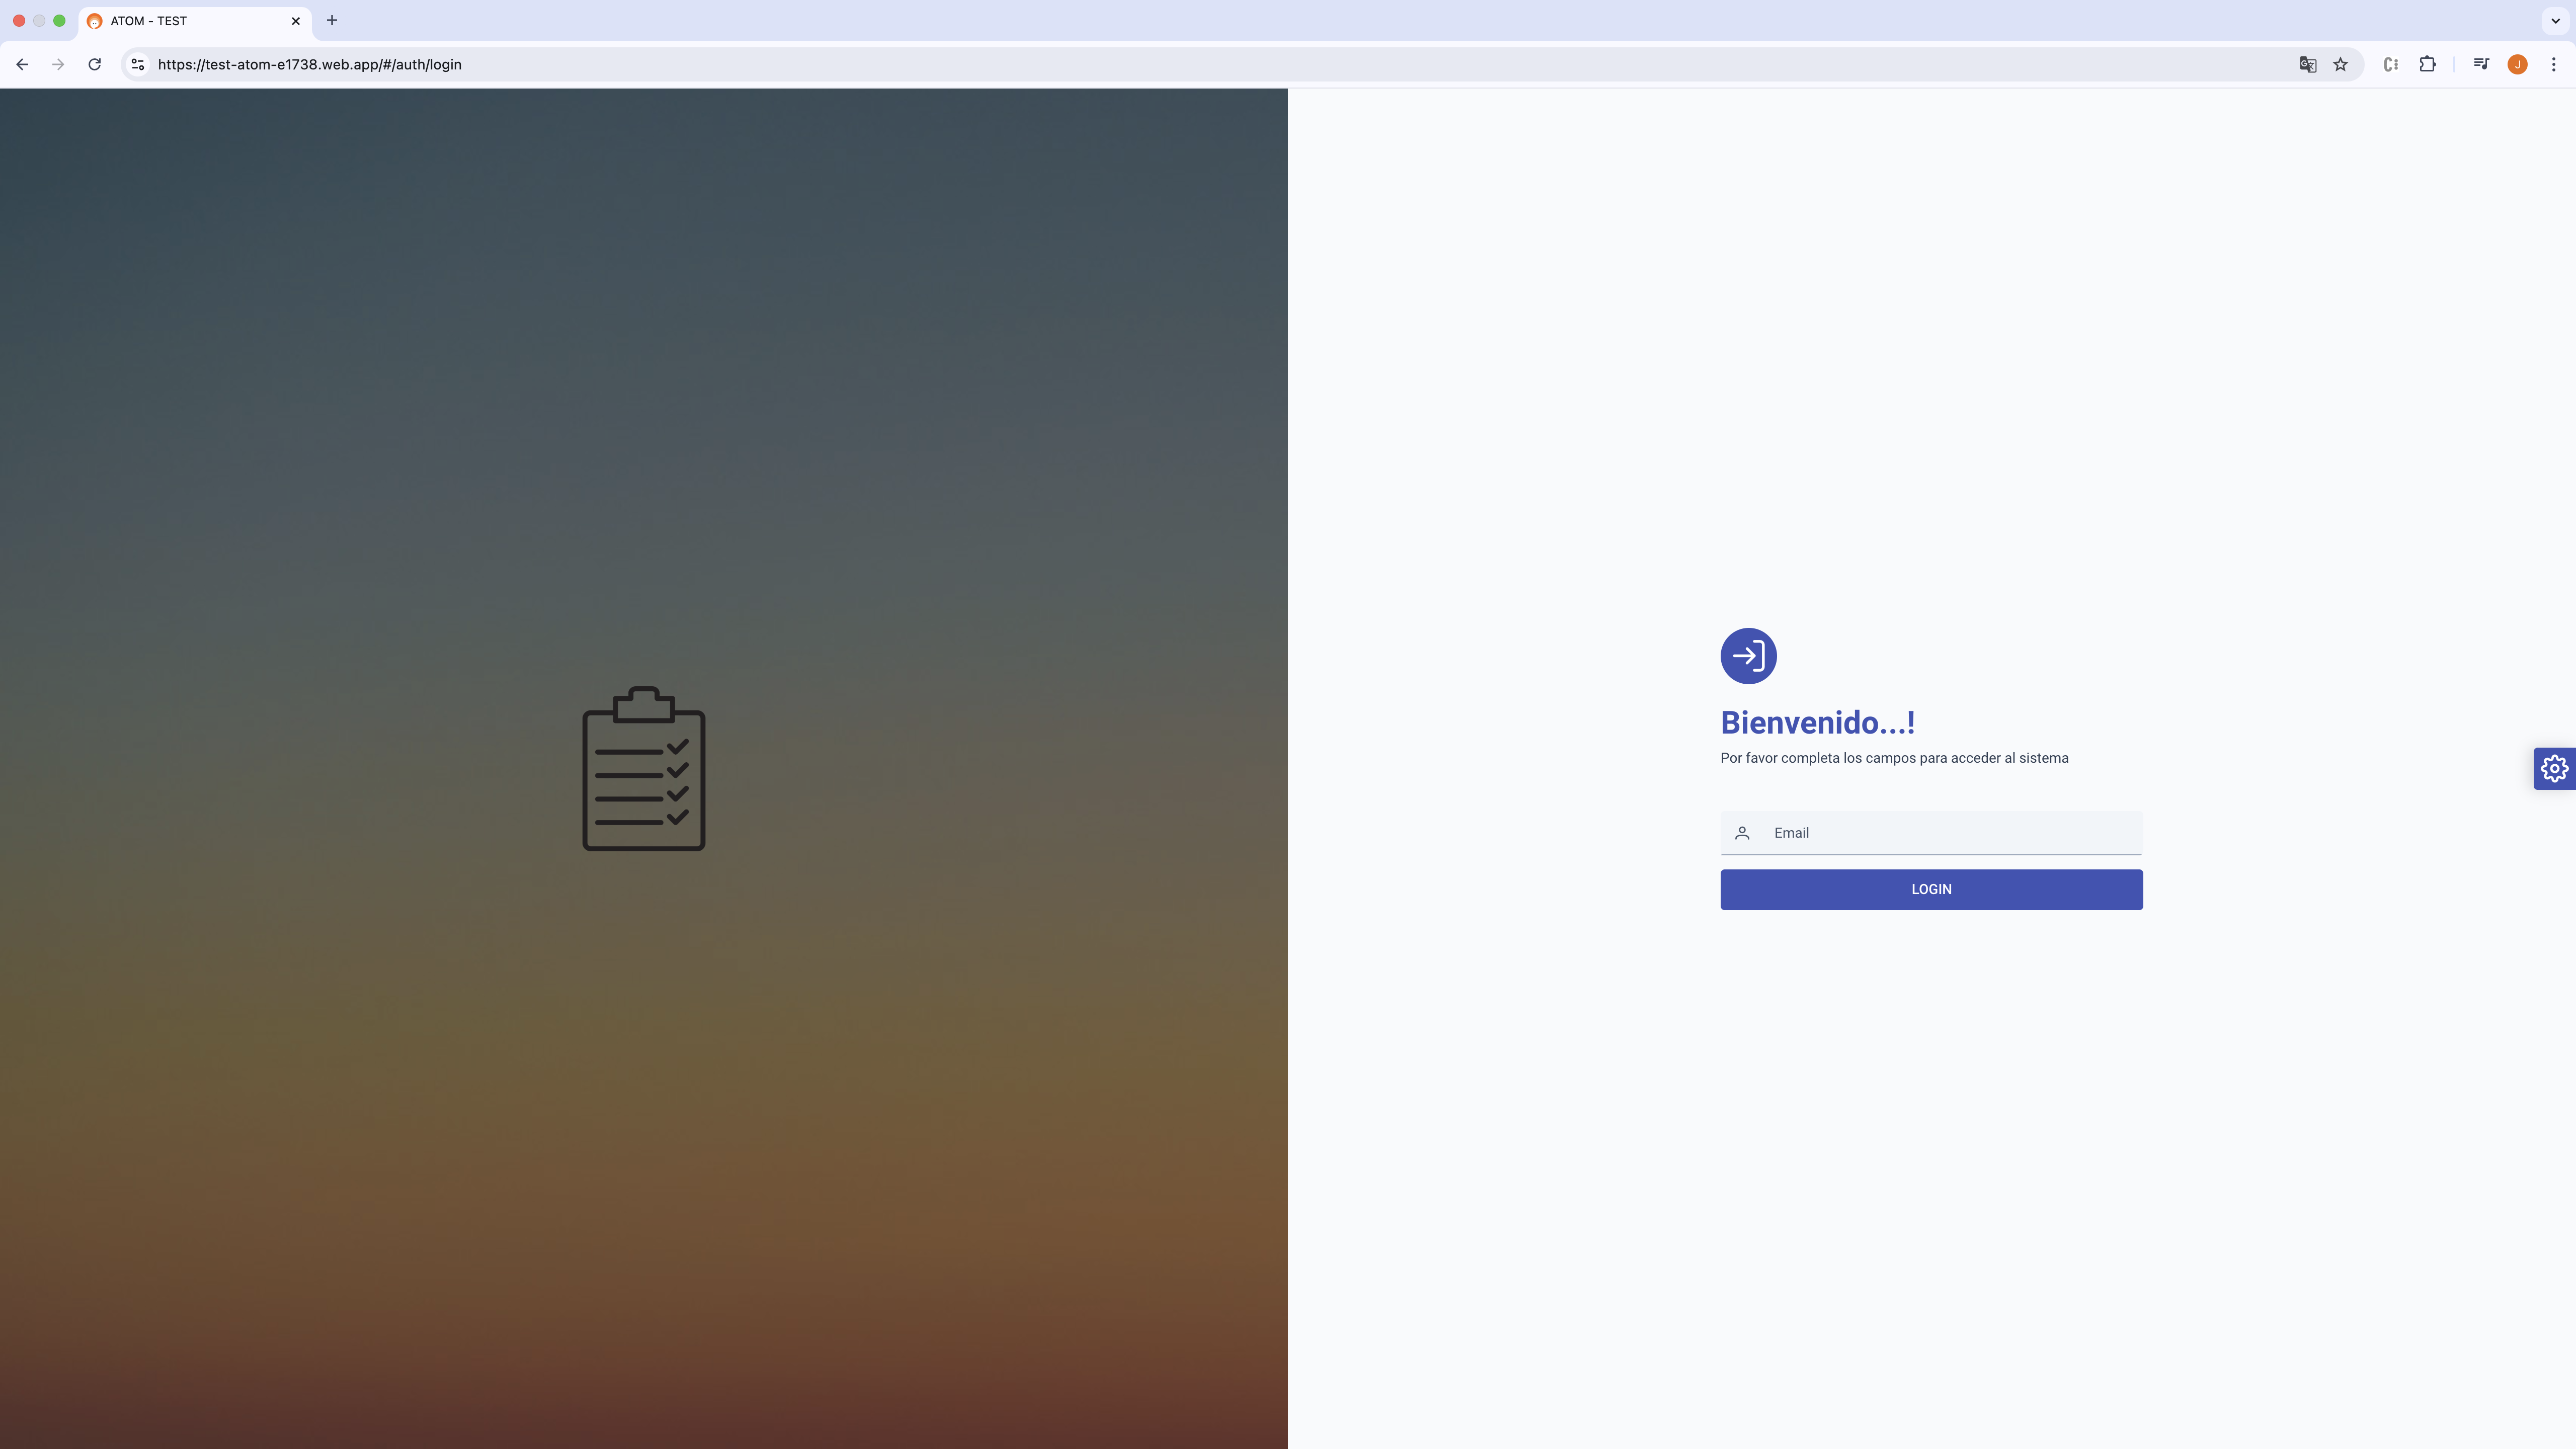 ATOM - TEST
https://test-atom-e1738.web.app/#/auth/login
J
Bienvenido...!
Por favor completa los campos para acceder al sistema
Email
LOGIN